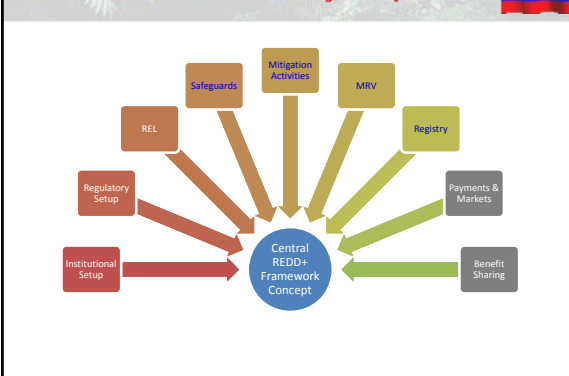 Mitigation
Activities
Safeguards
MRV
REL
Registry
Regulatory
Setup
Payments &
Markets
Institutional
Setup
Central
REDD+
Framework
Concept
Benefit
Sharing